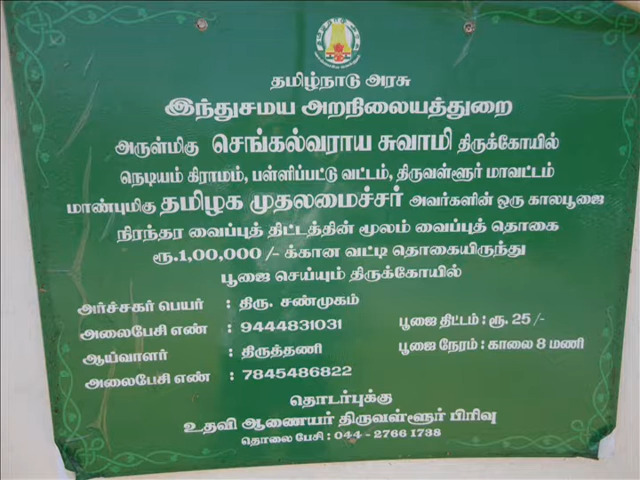 தமிழ்நாடு அரசு
இந்துசமய அறநிலையத்துறை
அருள்மிகு செங்கல்வராய சுவாமி திருக்கோயில்
நெடியம் கிராமம், பள்ளிப்பட்டு வட்டம், திருவள்ளூர் மாவட்டம்
மாண்புமிகு தமிழக முதலமைச்சர் அவர்களின் ஒரு காலபூஜை
நிரந்தர வைப்புத் திட்டத்தின் மூலம் வைப்புத் தொகை
ரூ.1,00,000/- க்கான வட்டி தொகையிருந்து
பூஜை செய்யும் திருக்கோயில்
அர்ச்சகர் பெயர் : திரு. சண்முகம்
அலைபேசி எண் : 9444831031 பூஜை திட்டம் : ரூ. 25/-
ஆய்வாளர் : திருத்தணி பூஜை நேரம் : காலை 8 மணி
அலைபேசி எண் : 7845486822
தொடர்புக்கு
உதவி ஆணையர் திருவள்ளூர் பிரிவு
தொலை பேசி : 044 - 2766 1738